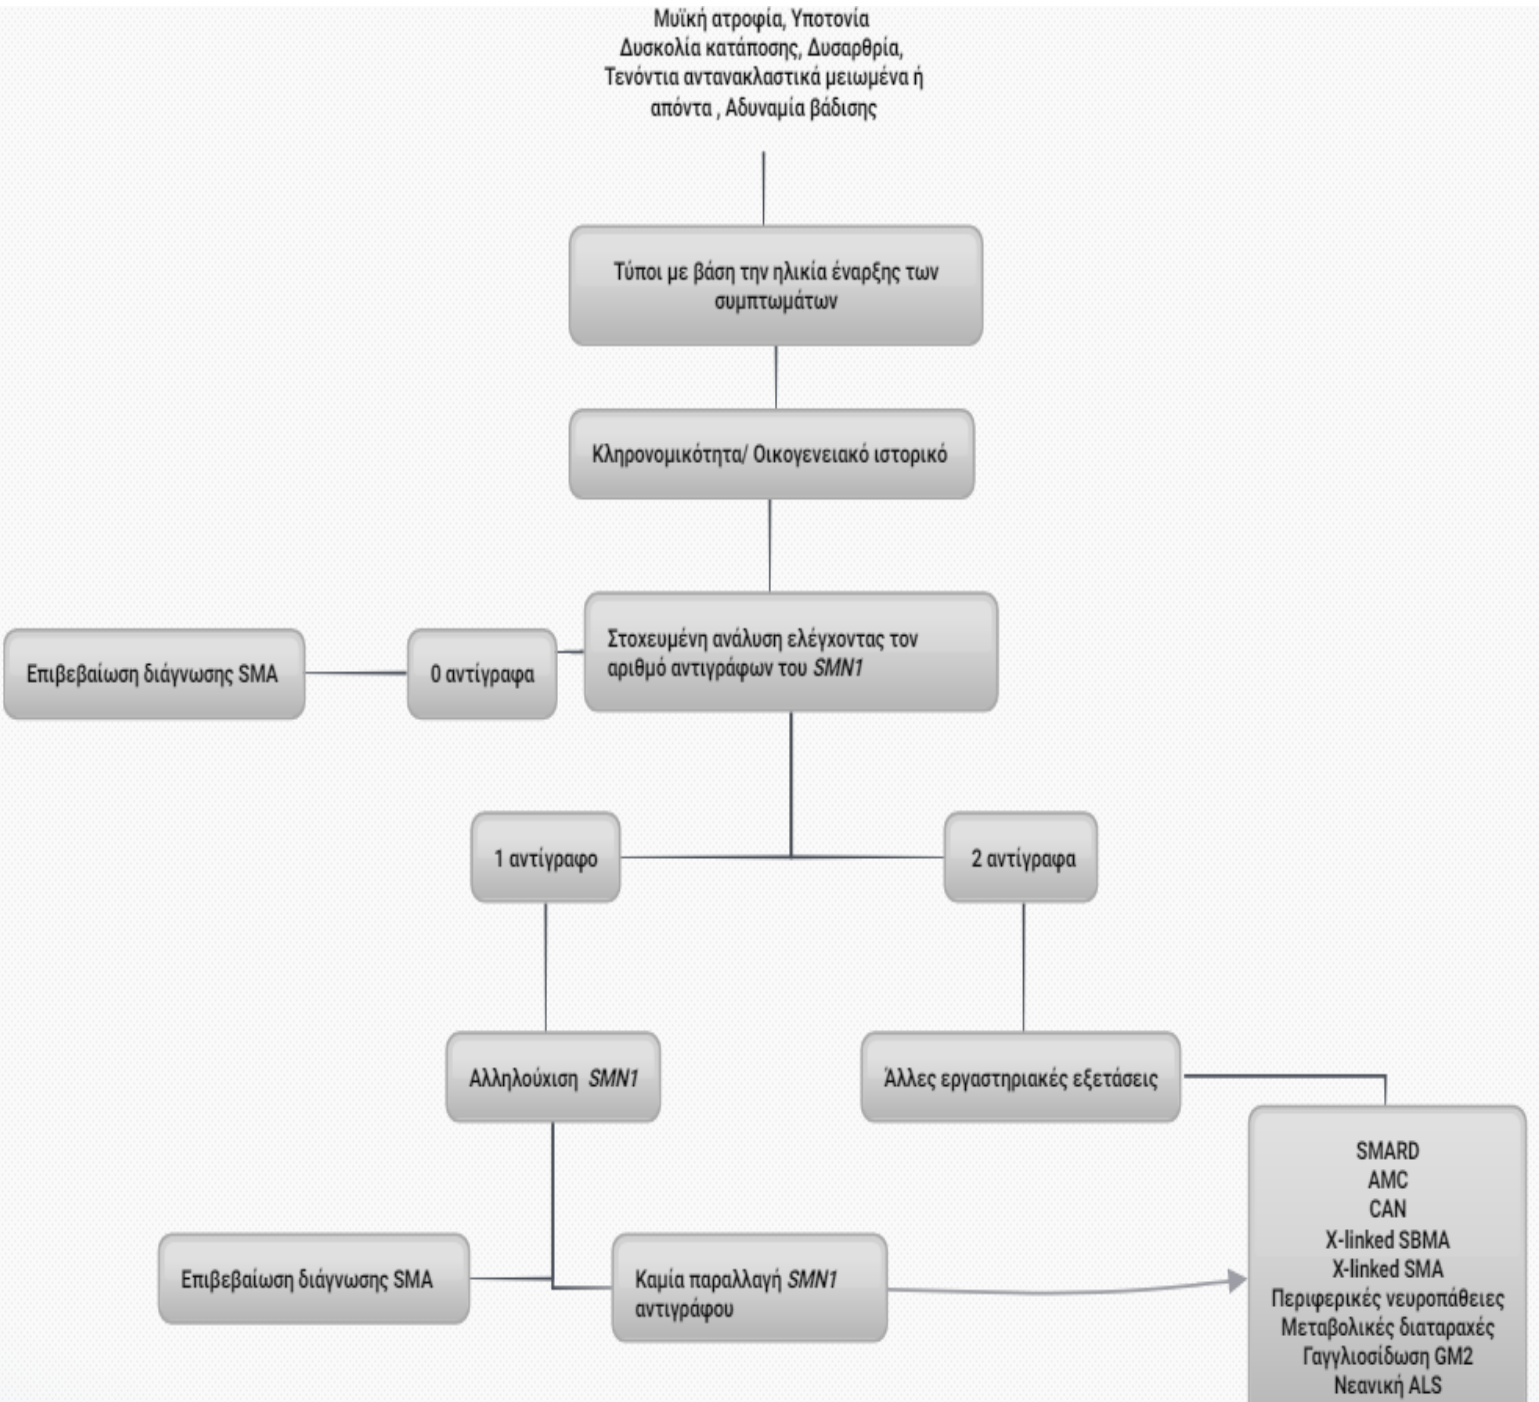 Μυϊκή ατροφία, Υποτονία
Δυσκολία κατάποσης, Δυσαρθρία,
Τενόντια αντανακλαστικά μειωμένα ή
απόντα , Αδυναμία βάδισης
Τύποι με βάση την ηλικία έναρξης των
συμπτωμάτων
Κληρονομικότητα/ Οικογενειακό ιστορικό
Στοχευμένη ανάλυση ελέγχοντας τον
αριθμό αντιγράφων του SMN1
0 αντίγραφα
Επιβεβαίωση διάγνωσης SMA
1 αντίγραφο
2 αντίγραφα
Αλληλούχιση SMN1
Άλλες εργαστηριακές εξετάσεις
Επιβεβαίωση διάγνωσης SMA
Καμία παραλλαγή SMN1
αντιγράφου
SMARD
AMC
CAN
X-linked SBMA
X-linked SMA
Περιφερικές νευροπάθειες
Μεταβολικές διαταραχές
Γαγγλιοσίδωση GM2
Νεανική ALS